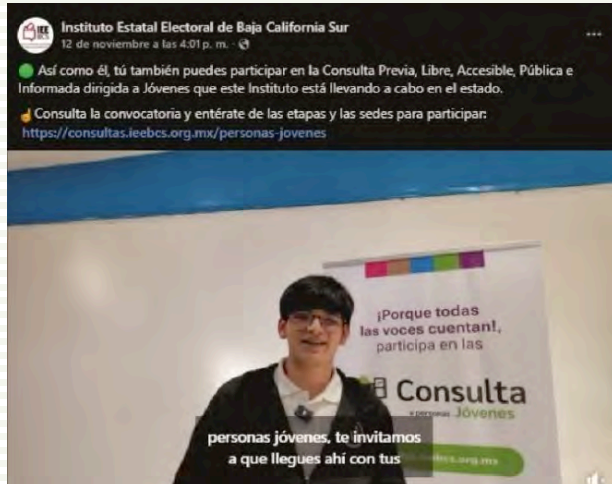 Instituto Estatal Electoral de Baja California Sur
12 de noviembre a las 4:01 p. m. ·
Así como él, tú también puedes participar en la Consulta Previa, Libre, Accesible, Pública e
Informada dirigida a Jóvenes que este Instituto está llevando a cabo en el estado.
Consulta la convocatoria y entérate de las etapas y las sedes para participar:
https://consultas.ieebcs.org.mx/personas-jovenes
¡Porque todas
las voces cuentan!,
participa en las
Consulta
a personas Jóvenes
personas jóvenes, te invitamos
a que llegues ahí con tus